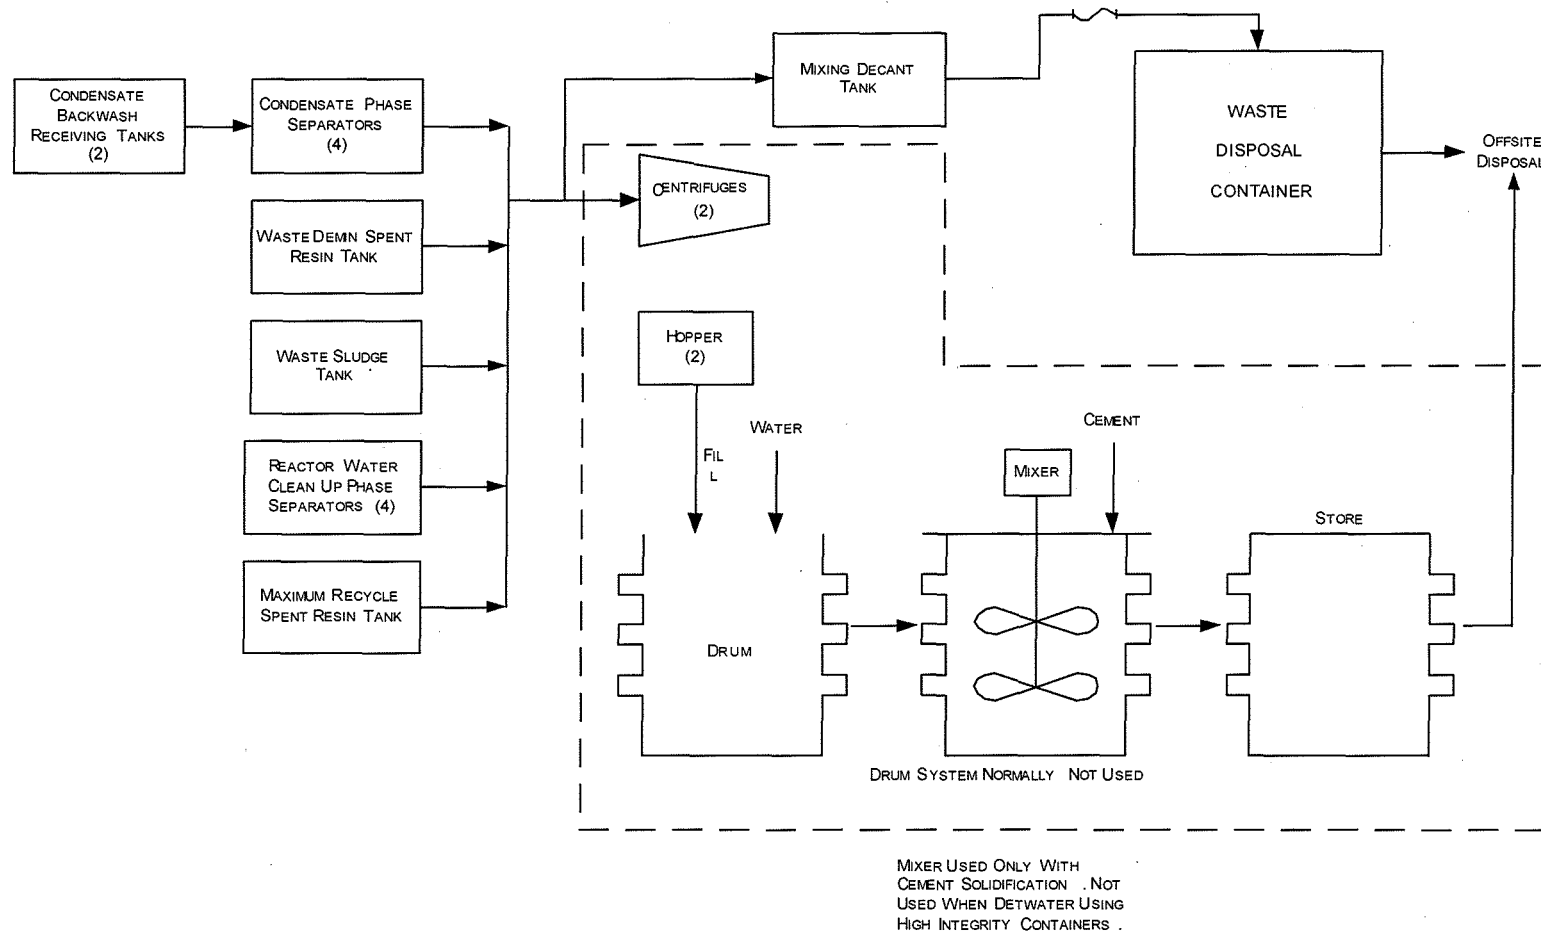 CONDENSATE
BACKWASH
RECEIVING TANKS
(2)
CONDENSATE PHASE
SEPARATORS
(4)
WASTE DEMIN SPENT
RESIN TANK
WASTE SLUDGE
TANK
REACTOR WATER
CLEAN UP PHASE
SEPARATORS (4)
MAXIMUM RECYCLE
SPENT RESIN TANK
MIXING DECANT
TANK
CENTRIFUGES
(2)
WASTE
DISPOSAL
CONTAINER
OFFSITE
DISPOSAL
HOPPER
(2)
FIL
L
WATER
CEMENT
MIXER
STORE
DRUM
DRUM SYSTEM NORMALLY NOT USED
MIXER USED ONLY WITH
CEMENT SOLIDIFICATION . NOT
USED WHEN DETWATER USING
HIGH INTEGRITY CONTAINERS .